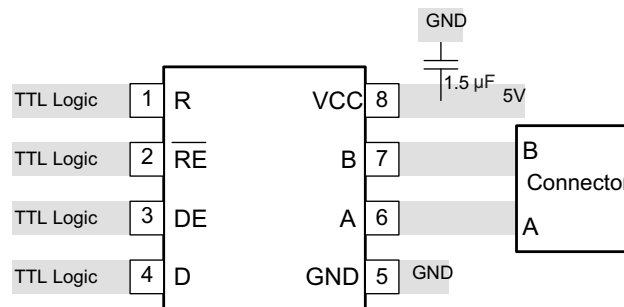 GND
1.5 µF
5V
TTL Logic 1 R VCC 8
TTL Logic 2 RE B 7 B
Connector
TTL Logic 3 DE A 6 A
TTL Logic 4 D GND 5 GND